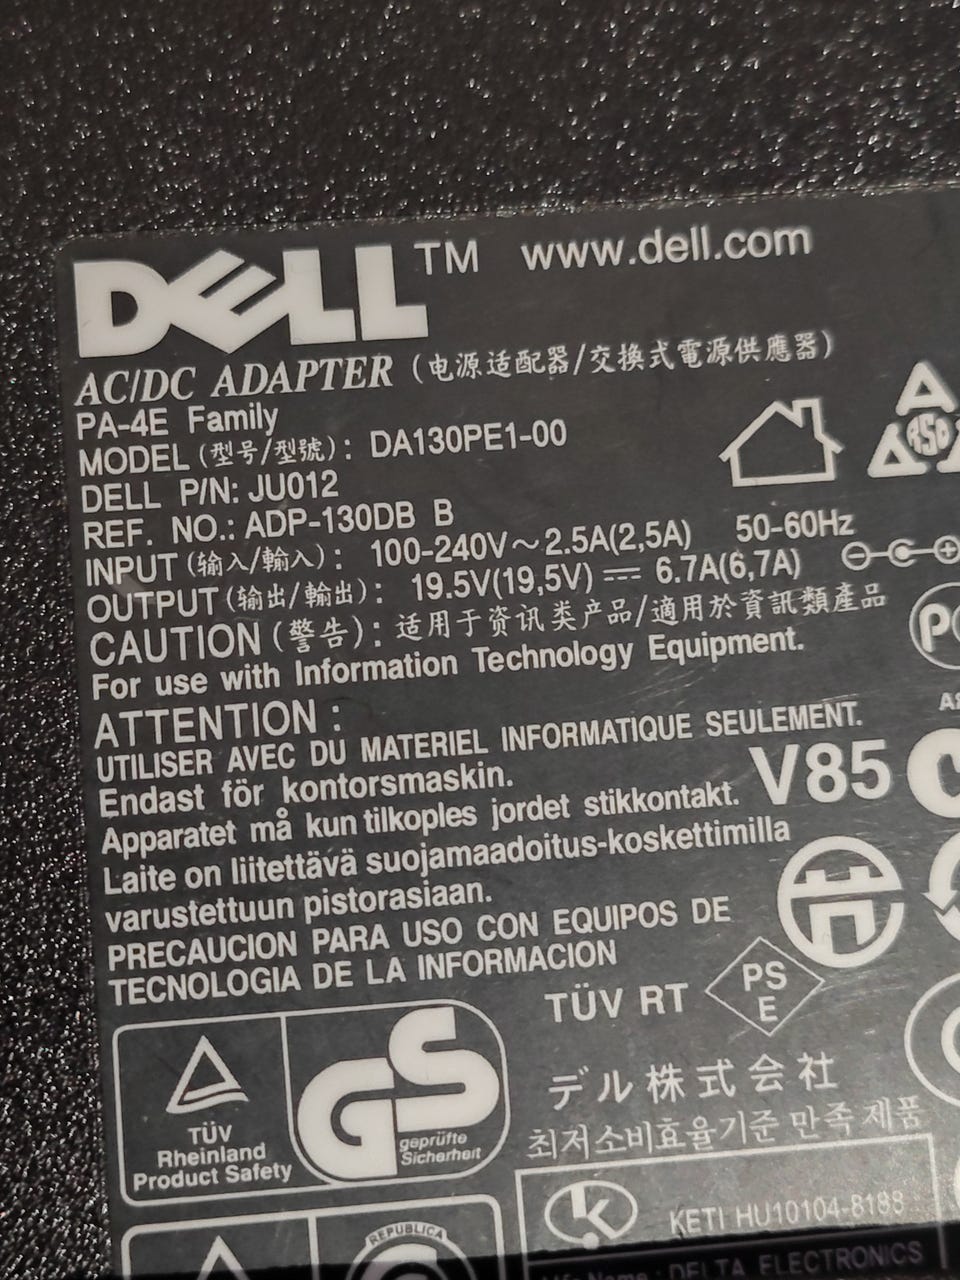 DELL™ www.dell.com
AC/DC ADAPTER (电源适配器/交換式電源供應器)
PA-4E Family
MODEL (型号/型號): DA130PE1-00
DELL P/N: JU012
REF. NO.: ADP-130DB B
INPUT (输入/輸入): 100-240V~2.5A(2,5A) 50-60Hz
OUTPUT (输出/輸出): 19.5V(19,5V) ⎓ 6.7A(6,7A)
CAUTION (警告): 适用于资讯类产品/適用於資訊類產品
For use with Information Technology Equipment.
ATTENTION :
UTILISER AVEC DU MATERIEL INFORMATIQUE SEULEMENT.
Endast för kontorsmaskin.
Apparatet må kun tilkoples jordet stikkontakt.
V85
Laite on liitettävä suojamaadoitus-koskettimilla
varustettuun pistorasiaan.
PRECAUCION PARA USO CON EQUIPOS DE
TECNOLOGIA DE LA INFORMACION
RSD
TÜV RT
PS
E
TÜV
Rheinland
Product Safety
GS
geprüfte
Sicherheit
デル株式会社
최저소비효율기준 만족 제품
KETI HU10104-8188
REPUBLICA
DELTA ELECTRONICS